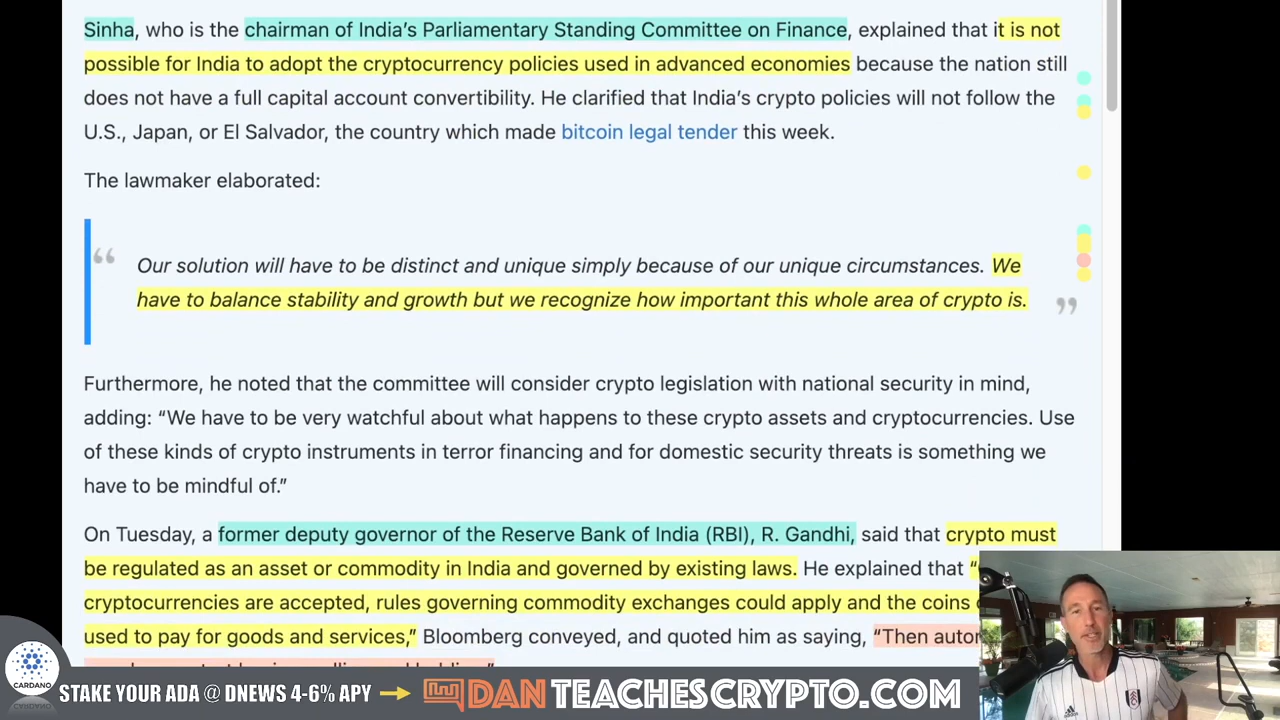 Sinha, who is the chairman of India’s Parliamentary Standing Committee on Finance, explained that it is not
possible for India to adopt the cryptocurrency policies used in advanced economies because the nation still
does not have a full capital account convertibility. He clarified that India’s crypto policies will not follow the
U.S., Japan, or El Salvador, the country which made bitcoin legal tender this week.
The lawmaker elaborated:
“ Our solution will have to be distinct and unique simply because of our unique circumstances. We
have to balance stability and growth but we recognize how important this whole area of crypto is. ”
Furthermore, he noted that the committee will consider crypto legislation with national security in mind,
adding: “We have to be very watchful about what happens to these crypto assets and cryptocurrencies. Use
of these kinds of crypto instruments in terror financing and for domestic security threats is something we
have to be mindful of.”
On Tuesday, a former deputy governor of the Reserve Bank of India (RBI), R. Gandhi, said that crypto must
be regulated as an asset or commodity in India and governed by existing laws. He explained that “
cryptocurrencies are accepted, rules governing commodity exchanges could apply and the coins
used to pay for goods and services,” Bloomberg conveyed, and quoted him as saying, “Then
CARDANO
STAKE YOUR ADA @ DNEWS 4-6% APY
DANTEACHESCRYPTO.COM
adidas